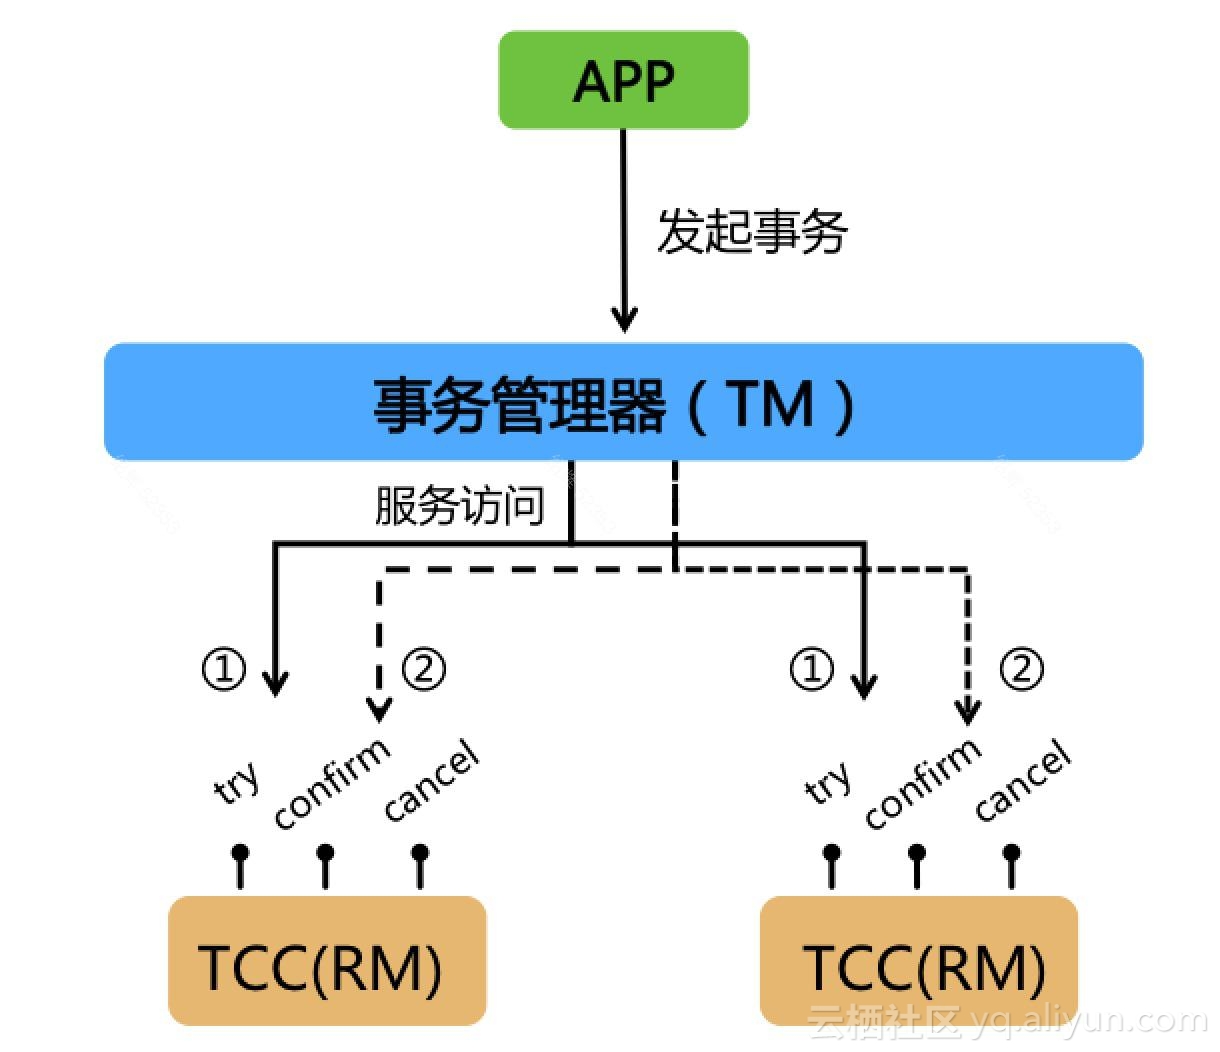 APP
发起事务
事务管理器（TM）
服务访问
① ② ① ②
try confirm cancel try confirm cancel
TCC(RM) TCC(RM)
云栖社区 yq.aliyun.com